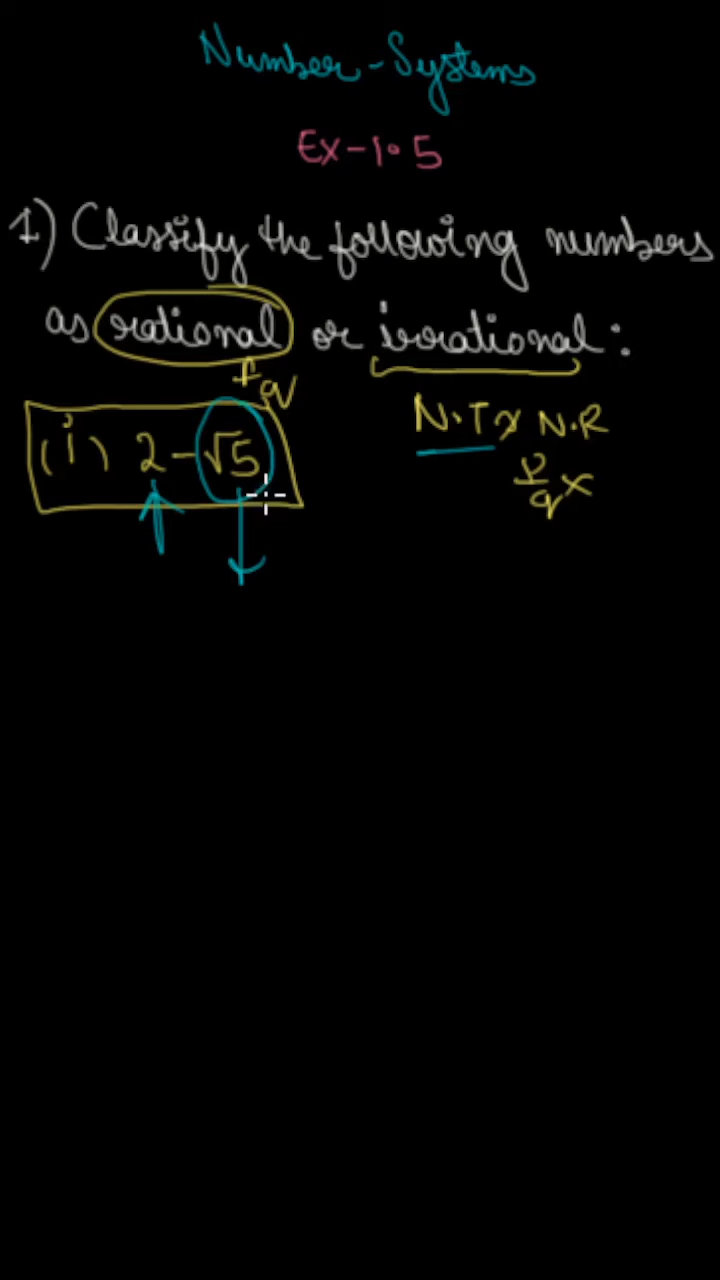 Number-Systems
Ex-1.5
1) Classify the following numbers
as rational or irrational:
(i) 2-√5
N.T N.R
p
q ×